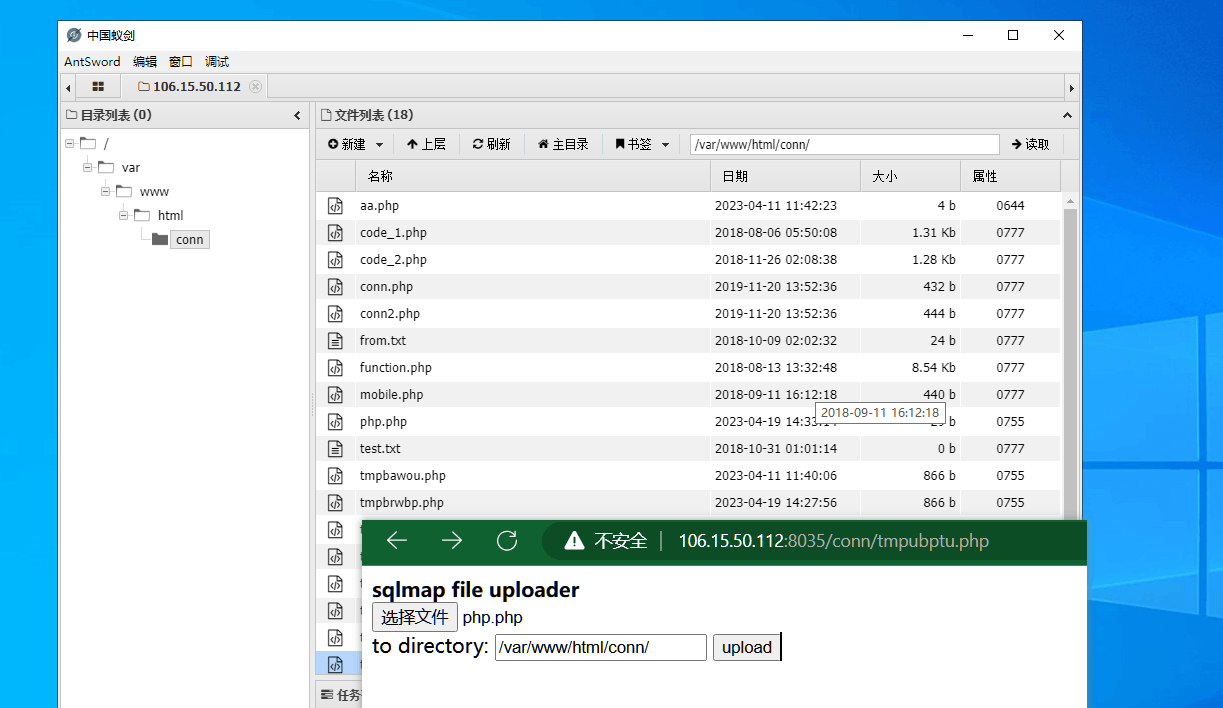 中国蚁剑
AntSword 编辑 窗口 调试
106.15.50.112
目录列表 (0)
文件列表 (18)
新建 上层 刷新 主目录 书签 /var/www/html/conn/ 读取
名称 日期 大小 属性
/
var
www
html
conn
aa.php 2023-04-11 11:42:23 4 b 0644
code_1.php 2018-08-06 05:50:08 1.31 Kb 0777
code_2.php 2018-11-26 02:08:38 1.28 Kb 0777
conn.php 2019-11-20 13:52:36 432 b 0777
conn2.php 2019-11-20 13:52:36 444 b 0777
from.txt 2018-10-09 02:02:32 24 b 0777
function.php 2018-08-13 13:32:48 8.54 Kb 0777
mobile.php 2018-09-11 16:12:18 440 b 0777
2018-09-11 16:12:18
php.php 2023-04-19 b 0755
test.txt 2018-10-31 01:01:14 0 b 0777
tmpbawou.php 2023-04-11 11:40:06 866 b 0755
tmpbrwbp.php 2023-04-19 14:27:56 866 b 0755
任务
不安全 106.15.50.112:8035/conn/tmpubptu.php
sqlmap file uploader
选择文件 php.php
to directory: /var/www/html/conn/ upload